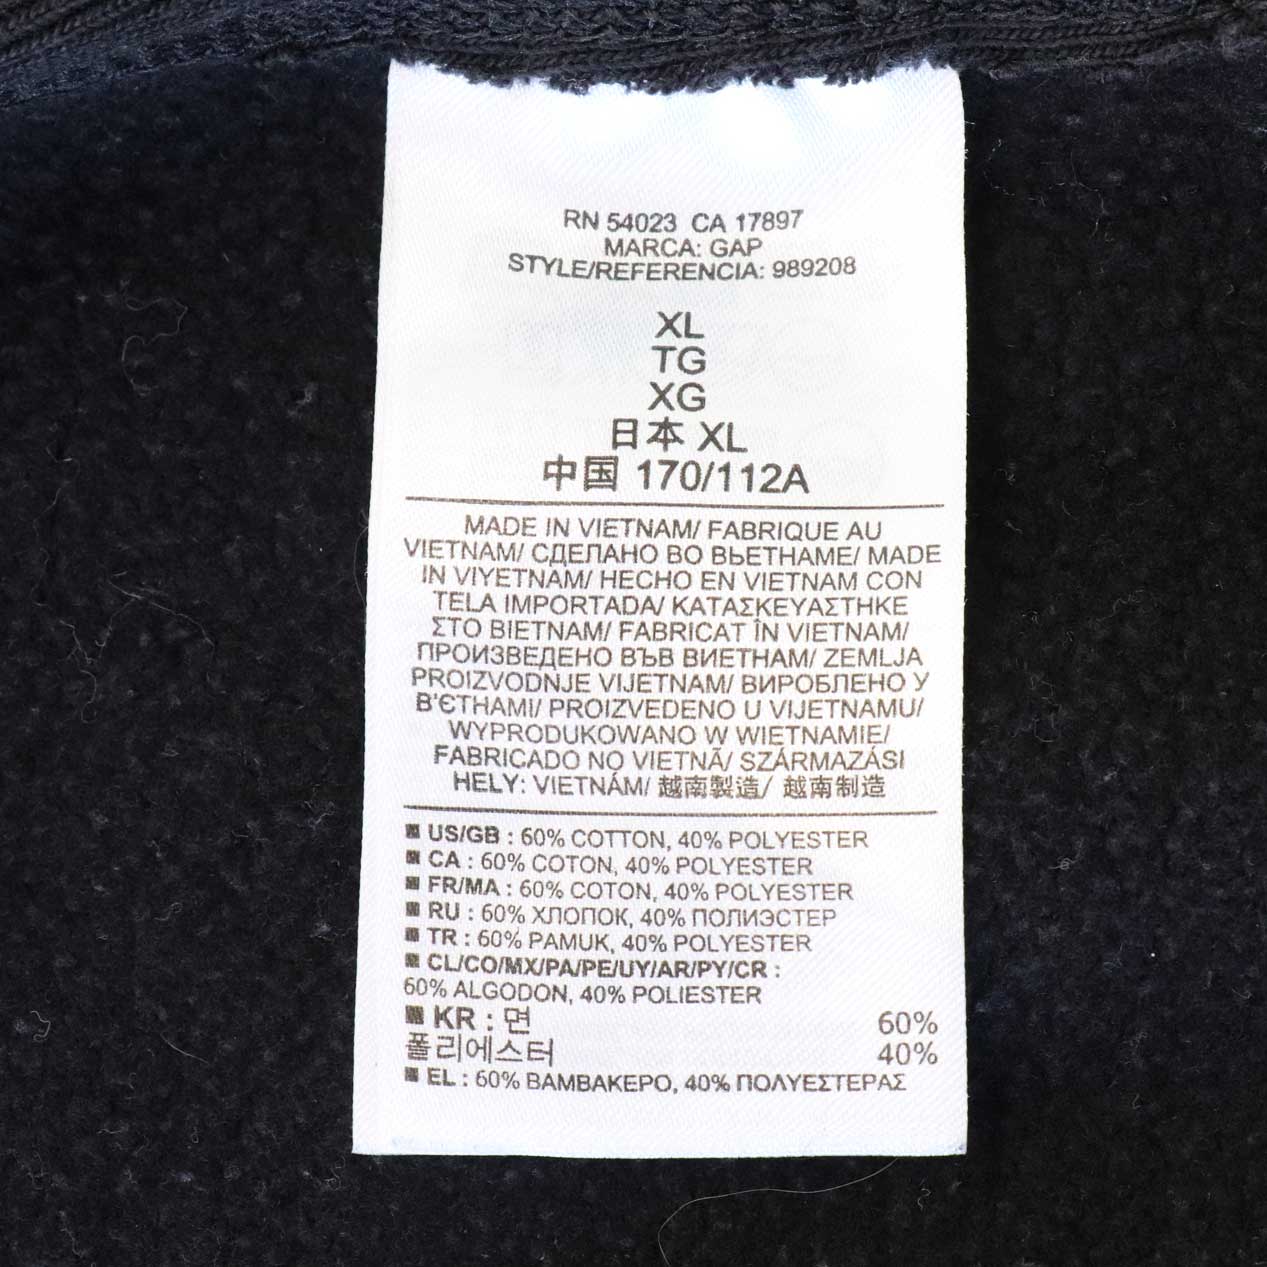 RN 54023 CA 17897
MARCA: GAP
STYLE/REFERENCIA: 989208
XL
TG
XG
日本 XL
中国 170/112A
MADE IN VIETNAM/ FABRIQUE AU
VIETNAM/ СДЕЛАНО ВО ВЬЕТНАМЕ/ MADE
IN VIYETNAM/ HECHO EN VIETNAM CON
TELA IMPORTADA/ ΚΑΤΑΣΚΕΥΑΣΤΗΚΕ
ΣΤΟ ΒΙΕΤΝΑΜ/ FABRICAT ÎN VIETNAM/
ПРОИЗВЕДЕНО ВЪВ ВИЕТНАМ/ ZEMLJA
PROIZVODNJE VIJETNAM/ ВИРОБЛЕНО У
В'ЄТНАМІ/ PROIZVEDENO U VIJETNAMU/
WYPRODUKOWANO W WIETNAMIE/
FABRICADO NO VIETNÃ/ SZÁRMAZÁSI
HELY: VIETNÁM/ 越南製造/ 越南制造
■ US/GB : 60% COTTON, 40% POLYESTER
■ CA : 60% COTON, 40% POLYESTER
■ FR/MA : 60% COTON, 40% POLYESTER
■ RU : 60% ХЛОПОК, 40% ПОЛИЭСТЕР
■ TR : 60% PAMUK, 40% POLYESTER
■ CL/CO/MX/PA/PE/UY/AR/PY/CR :
60% ALGODON, 40% POLIESTER
■ KR : 면 60%
폴리에스터 40%
■ EL : 60% ΒΑΜΒΑΚΕΡΟ, 40% ΠΟΛΥΕΣΤΕΡΑΣ